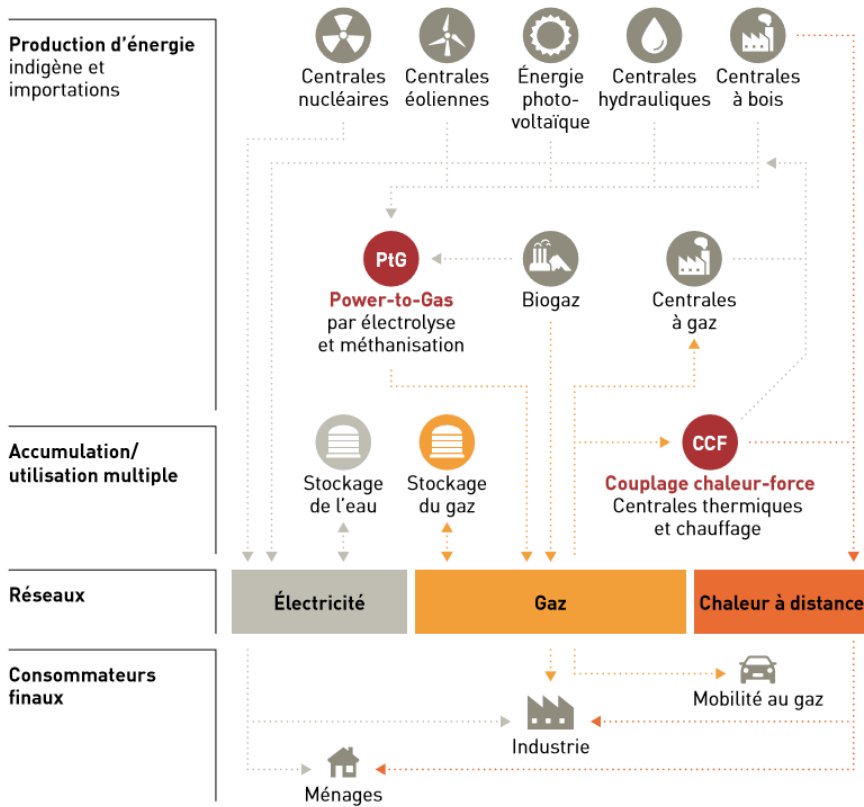 Production d’énergie
indigène et
importations
Centrales
nucléaires
Centrales
éoliennes
Énergie
photo-
voltaïque
Centrales
hydrauliques
Centrales
à bois
PtG
Power-to-Gas
par électrolyse
et méthanisation
Biogaz
Centrales
à gaz
Accumulation/
utilisation multiple
Stockage
de l’eau
Stockage
du gaz
CCF
Couplage chaleur-force
Centrales thermiques
et chauffage
Réseaux
Électricité
Gaz
Chaleur à distance
Consommateurs
finaux
Mobilité au gaz
Industrie
Ménages